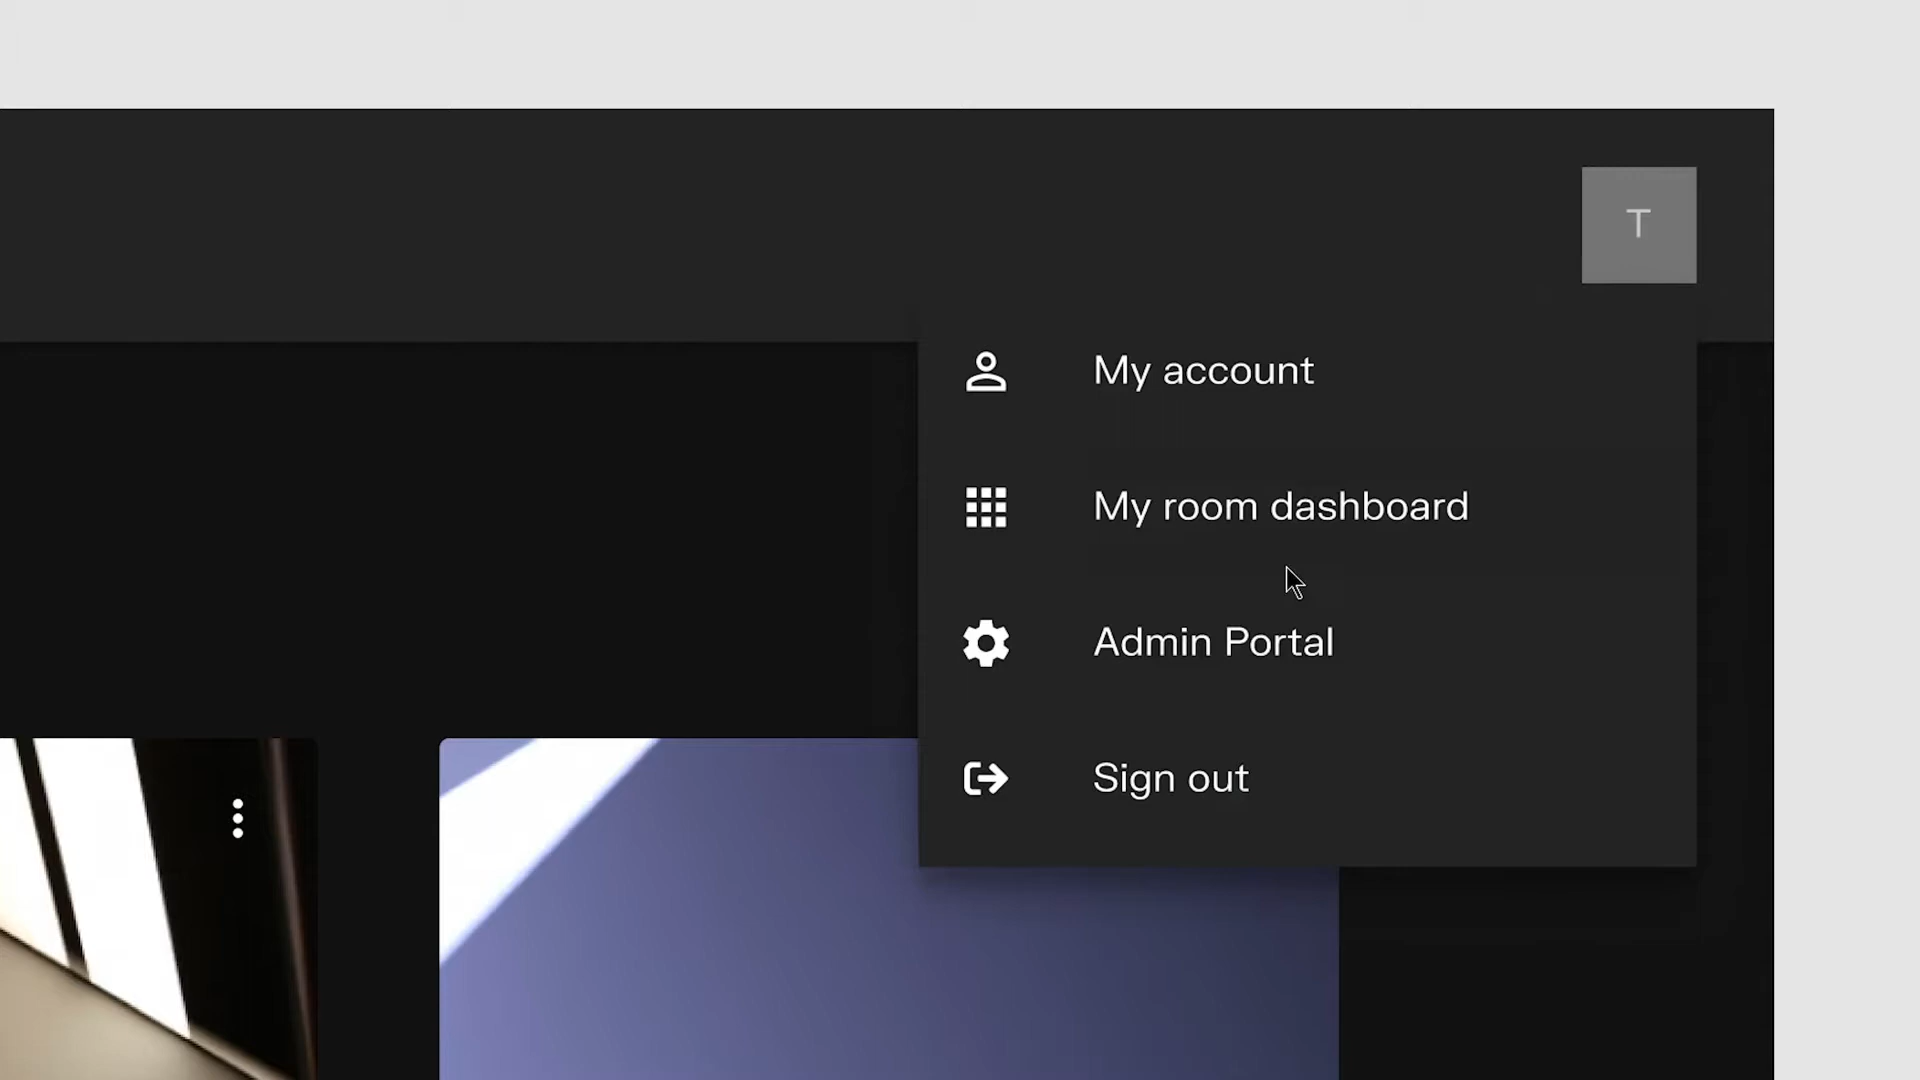 T
My account
My room dashboard
Admin Portal
Sign out